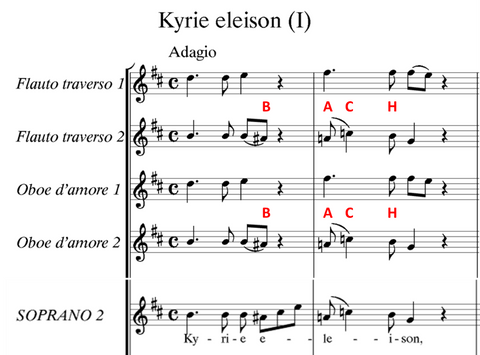 Kyrie eleison (I)
Adagio
Flauto traverso 1
B A C H
Flauto traverso 2
Oboe d'amore 1
B A C H
Oboe d'amore 2
SOPRANO 2
Ky - ri - e e - le - i - son,